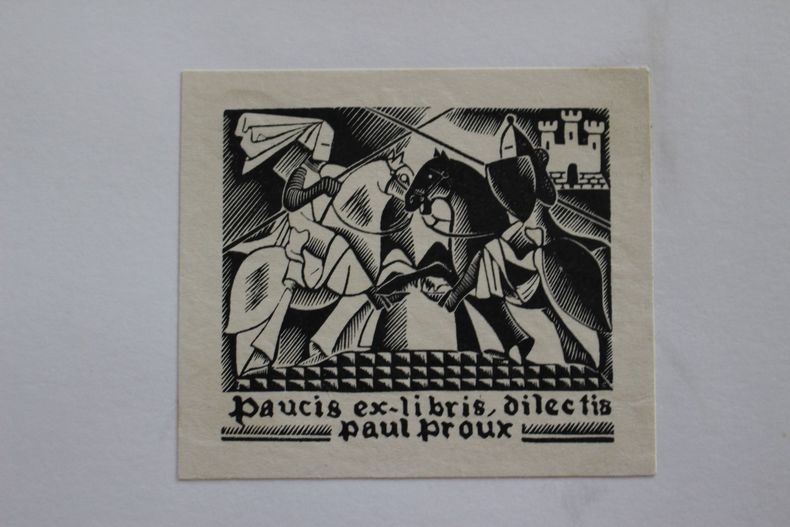 Paucis ex-libris, dilectis
paul proux